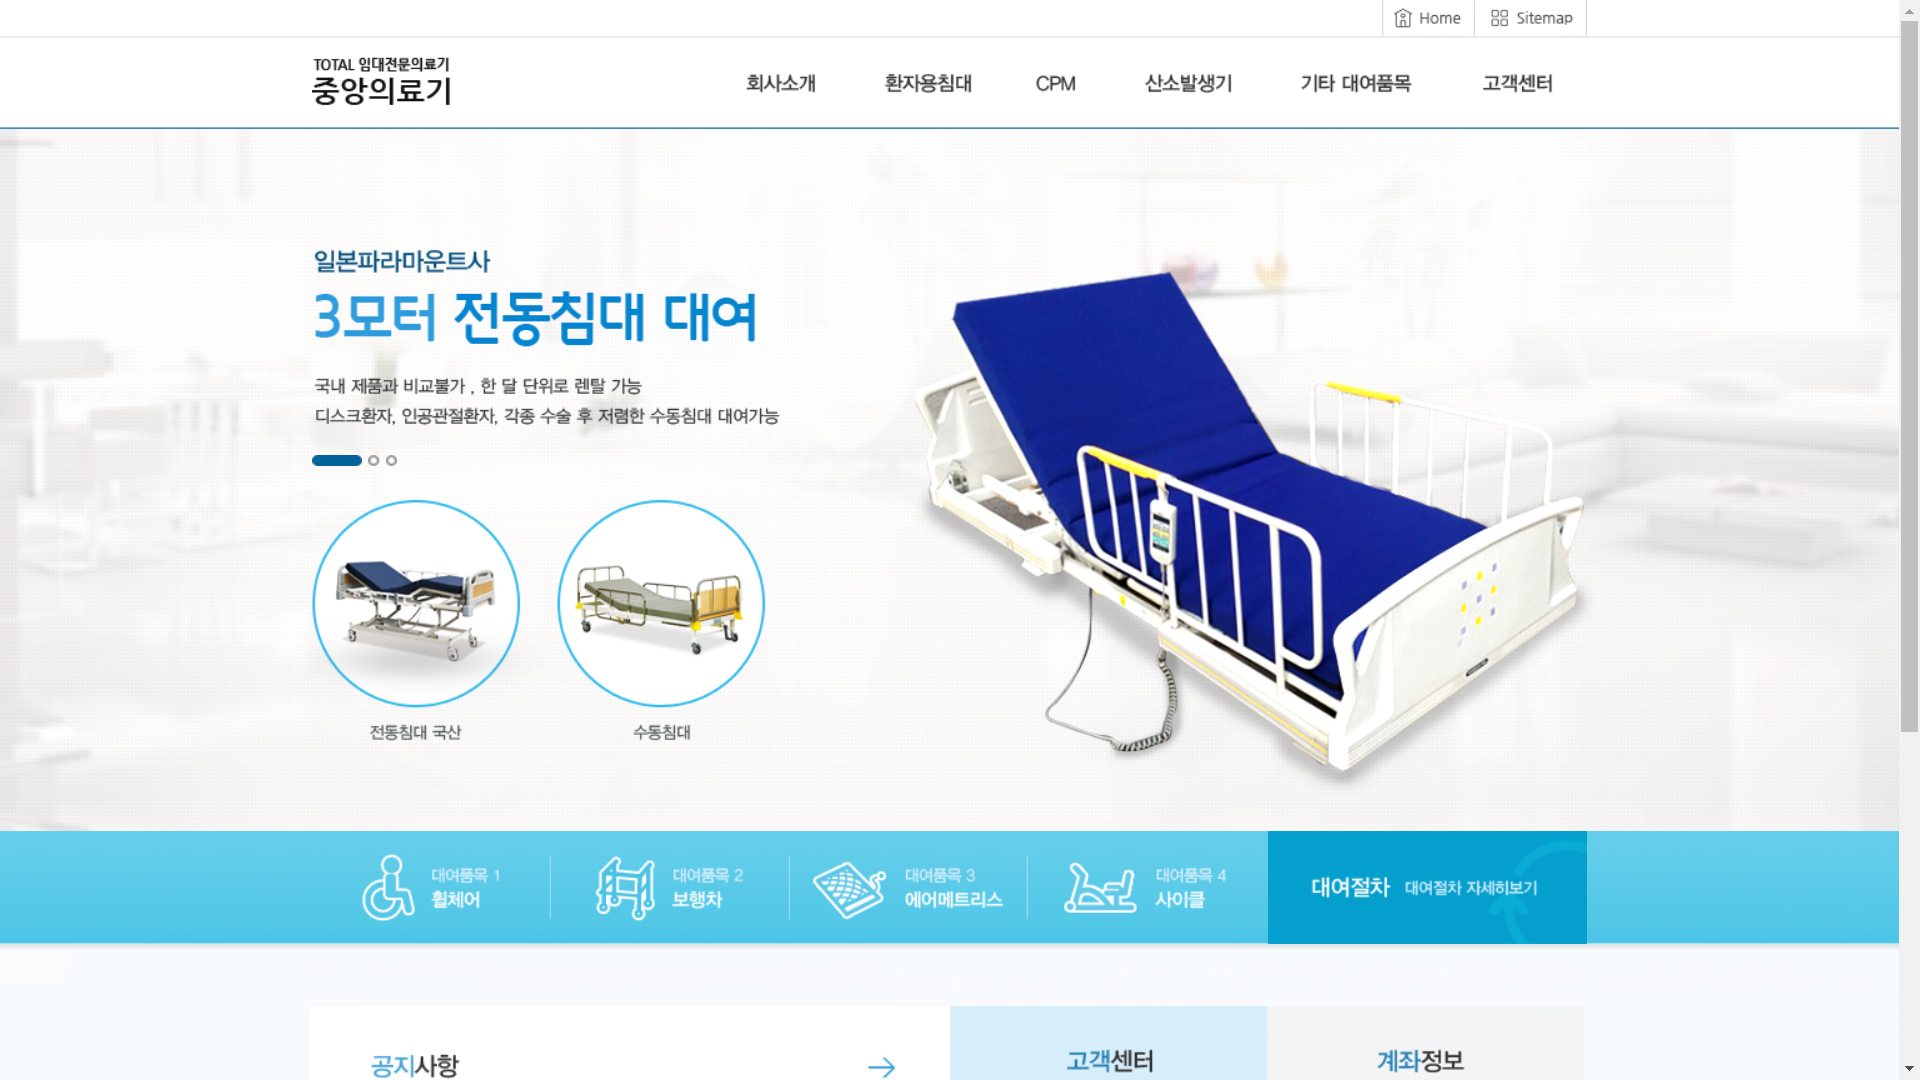 Home
Sitemap
TOTAL 임대전문의료기
중앙의료기
회사소개
환자용침대
CPM
산소발생기
기타 대여품목
고객센터
일본파라마운트사
3모터 전동침대 대여
국내 제품과 비교불가 , 한 달 단위로 렌탈 가능
디스크환자, 인공관절환자, 각종 수술 후 저렴한 수동침대 대여가능
전동침대 국산
수동침대
대여품목 1
휠체어
대여품목 2
보행차
대여품목 3
에어메트리스
대여품목 4
사이클
대여절차 대여절차 자세히보기
공지사항
고객센터
계좌정보